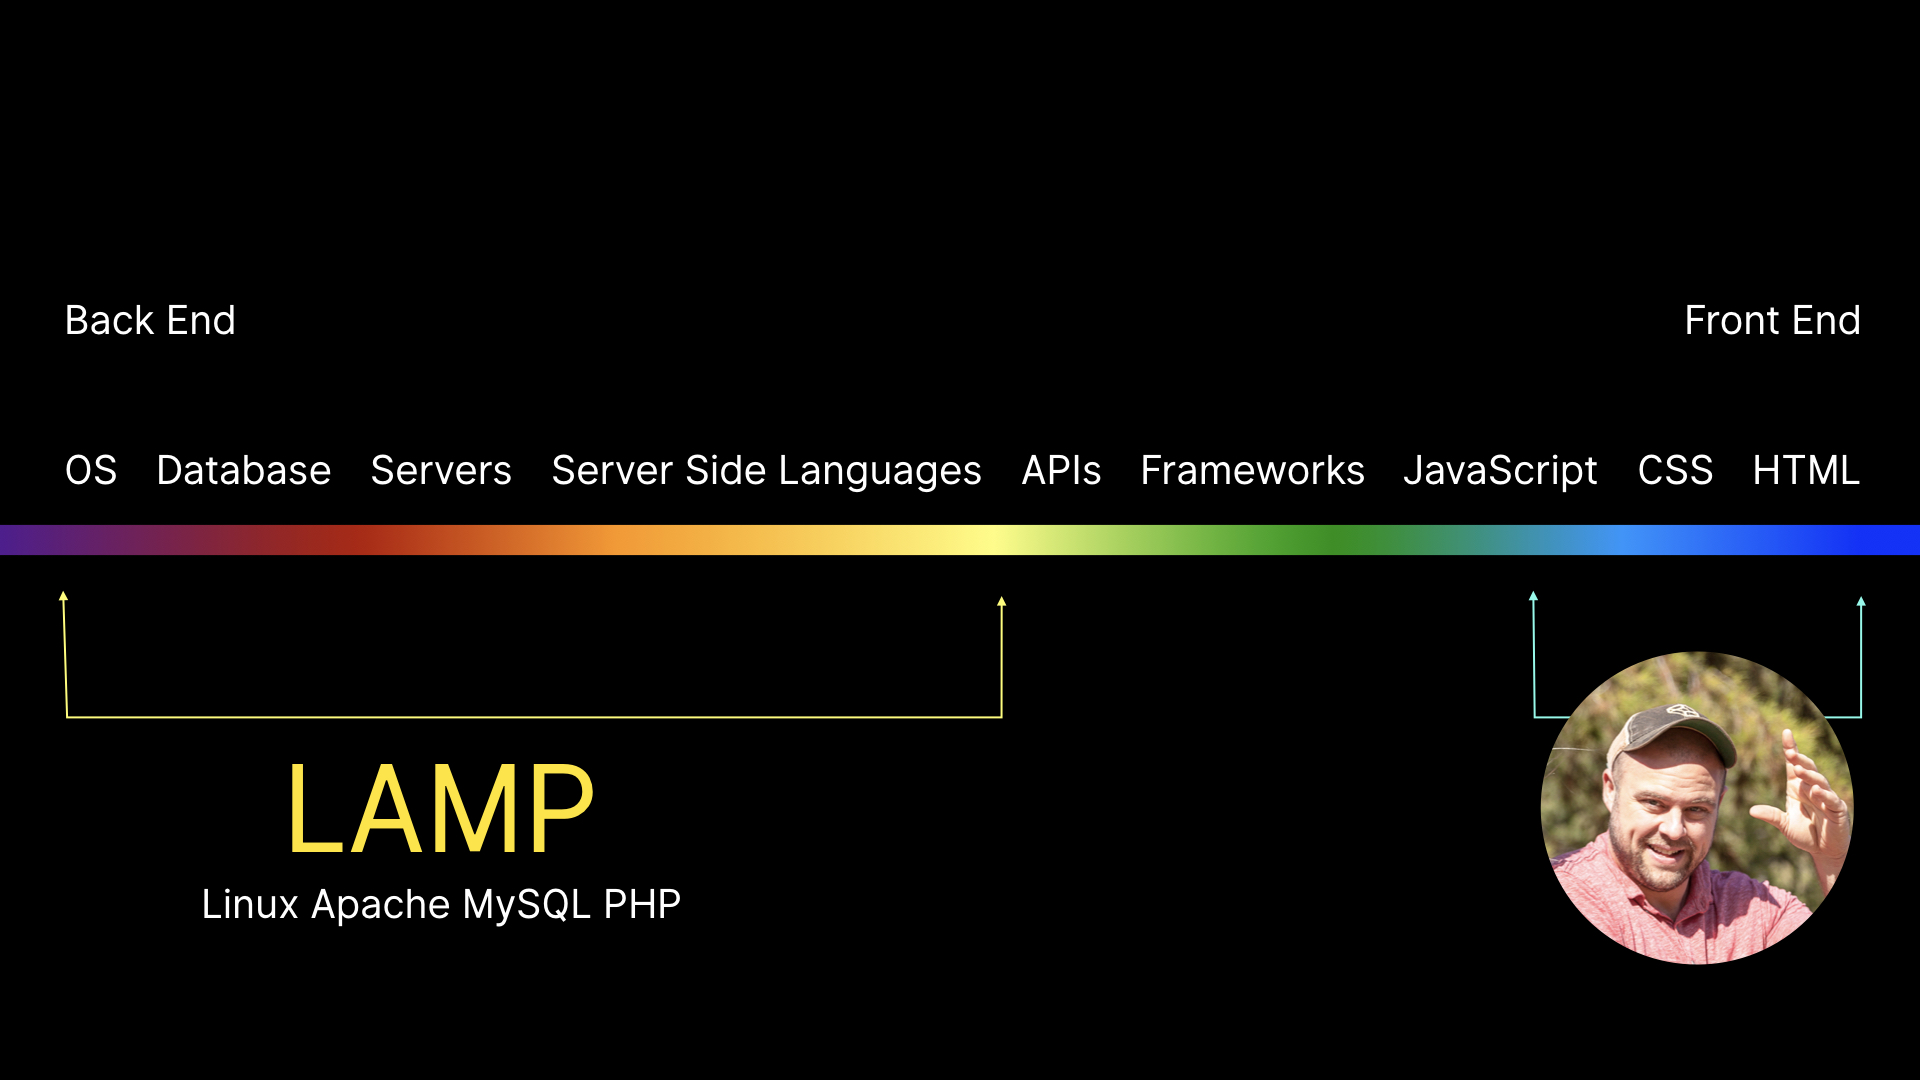 Back End Front End
OS Database Servers Server Side Languages APIs Frameworks JavaScript CSS HTML
LAMP
Linux Apache MySQL PHP